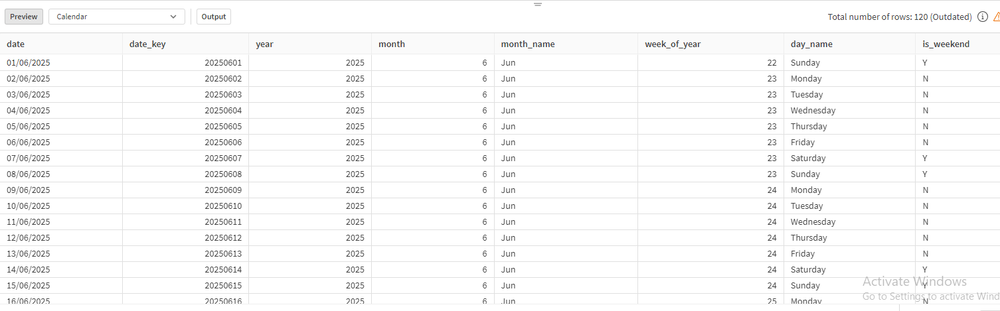 Preview Calendar Output Total number of rows: 120 (Outdated)
date date_key year month month_name week_of_year day_name is_weekend
01/06/2025 20250601 2025 6 Jun 22 Sunday Y
02/06/2025 20250602 2025 6 Jun 23 Monday N
03/06/2025 20250603 2025 6 Jun 23 Tuesday N
04/06/2025 20250604 2025 6 Jun 23 Wednesday N
05/06/2025 20250605 2025 6 Jun 23 Thursday N
06/06/2025 20250606 2025 6 Jun 23 Friday N
07/06/2025 20250607 2025 6 Jun 23 Saturday Y
08/06/2025 20250608 2025 6 Jun 23 Sunday Y
09/06/2025 20250609 2025 6 Jun 24 Monday N
10/06/2025 20250610 2025 6 Jun 24 Tuesday N
11/06/2025 20250611 2025 6 Jun 24 Wednesday N
12/06/2025 20250612 2025 6 Jun 24 Thursday N
13/06/2025 20250613 2025 6 Jun 24 Friday N
14/06/2025 20250614 2025 6 Jun 24 Saturday Y
15/06/2025 20250615 2025 6 Jun 24 Sunday Y
16/06/2025 20250616 2025 6 Jun 25 Monday N
Activate Windows
Go to Settings to activate Wind